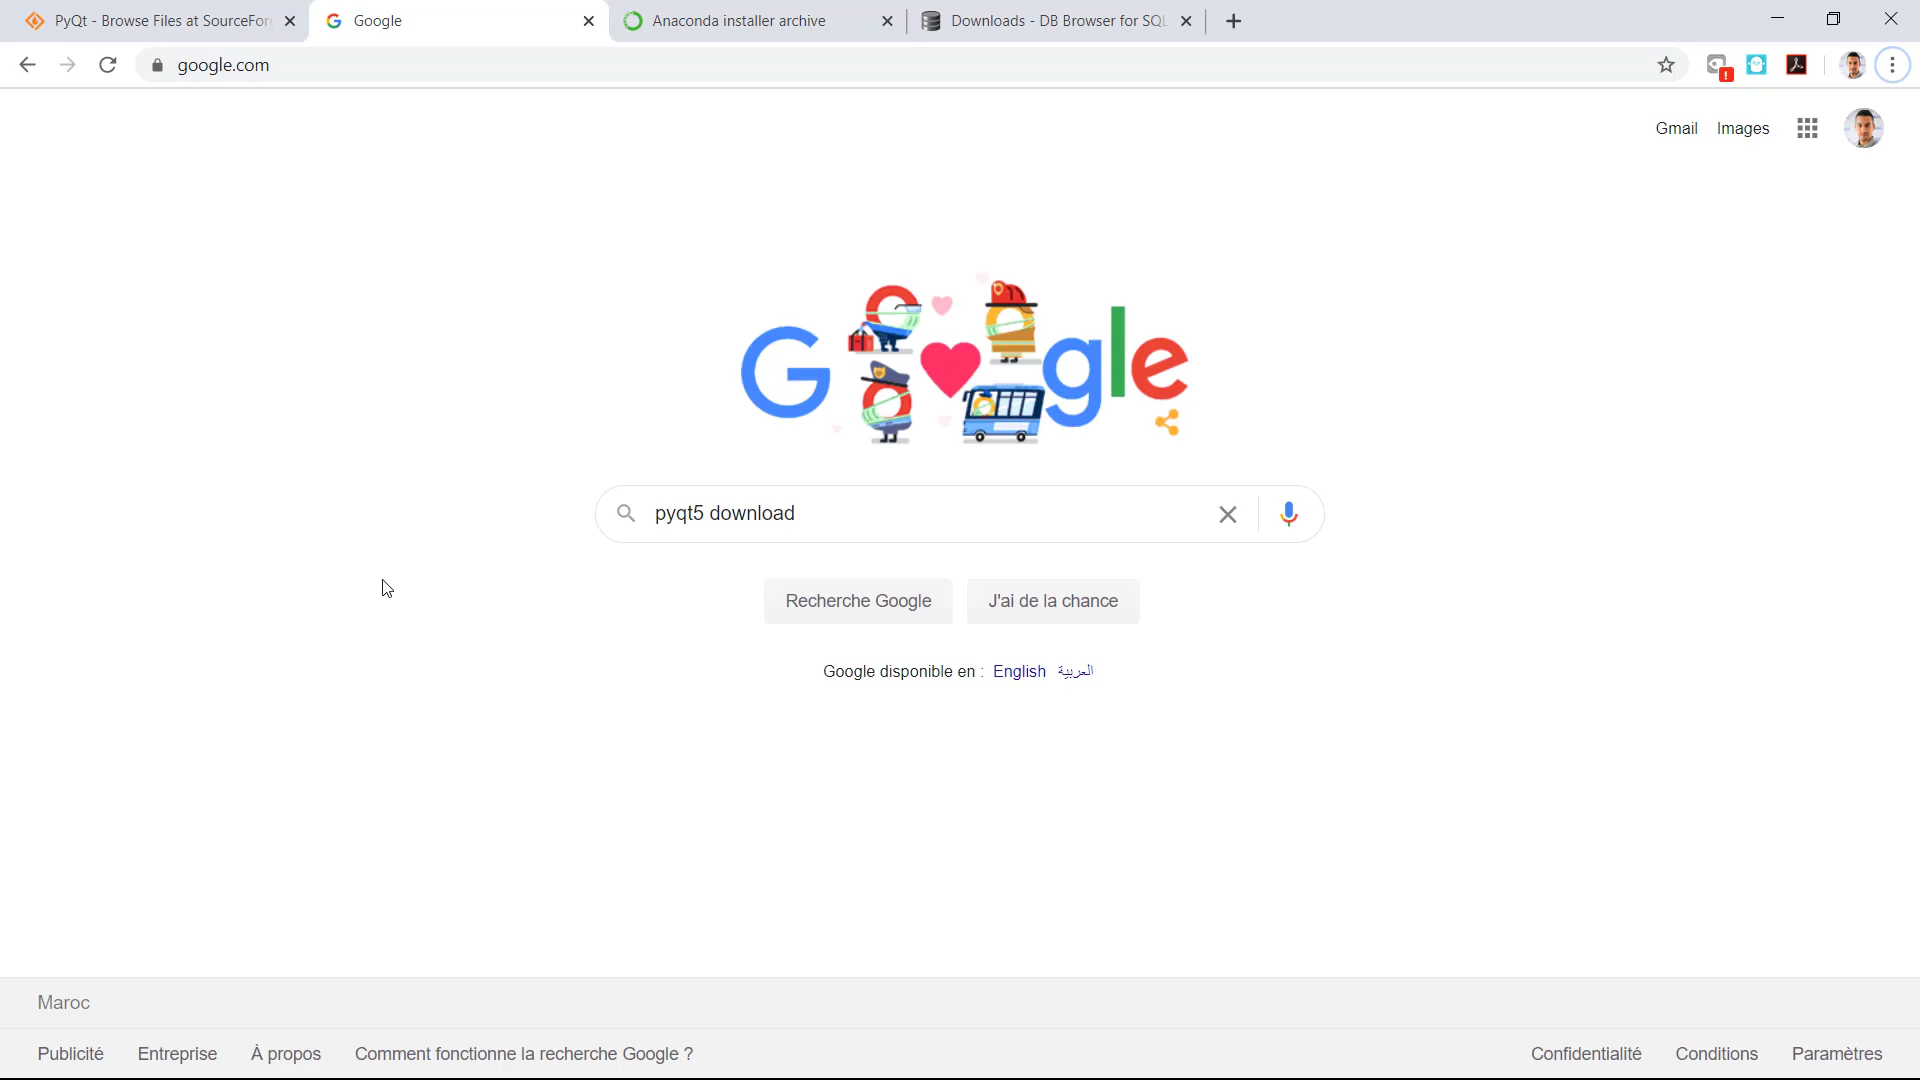 PyQt - Browse Files at SourceFor
Google
Anaconda installer archive
Downloads - DB Browser for SQL
google.com
Gmail
Images
Google
pyqt5 download
Recherche Google
J'ai de la chance
Google disponible en : English العربية
Maroc
Publicité
Entreprise
À propos
Comment fonctionne la recherche Google ?
Confidentialité
Conditions
Paramètres